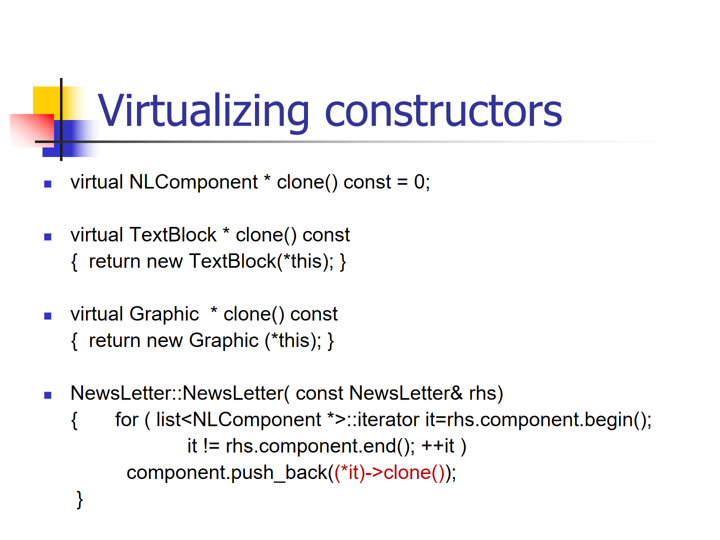 Virtualizing constructors
virtual NLComponent * clone() const = 0;
virtual TextBlock * clone() const
{  return new TextBlock(*this); }
virtual Graphic  * clone() const
{  return new Graphic (*this); }
NewsLetter::NewsLetter( const NewsLetter& rhs)
{      for ( list<NLComponent *>::iterator it=rhs.component.begin();
it != rhs.component.end(); ++it )
component.push_back((*it)->clone());
}